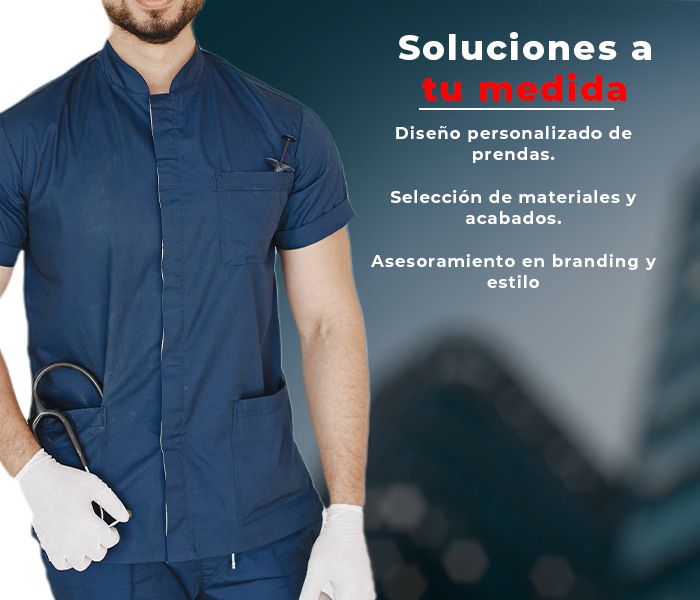 Soluciones a
tu medida
Diseño personalizado de
prendas.
Selección de materiales y
acabados.
Asesoramiento en branding y
estilo